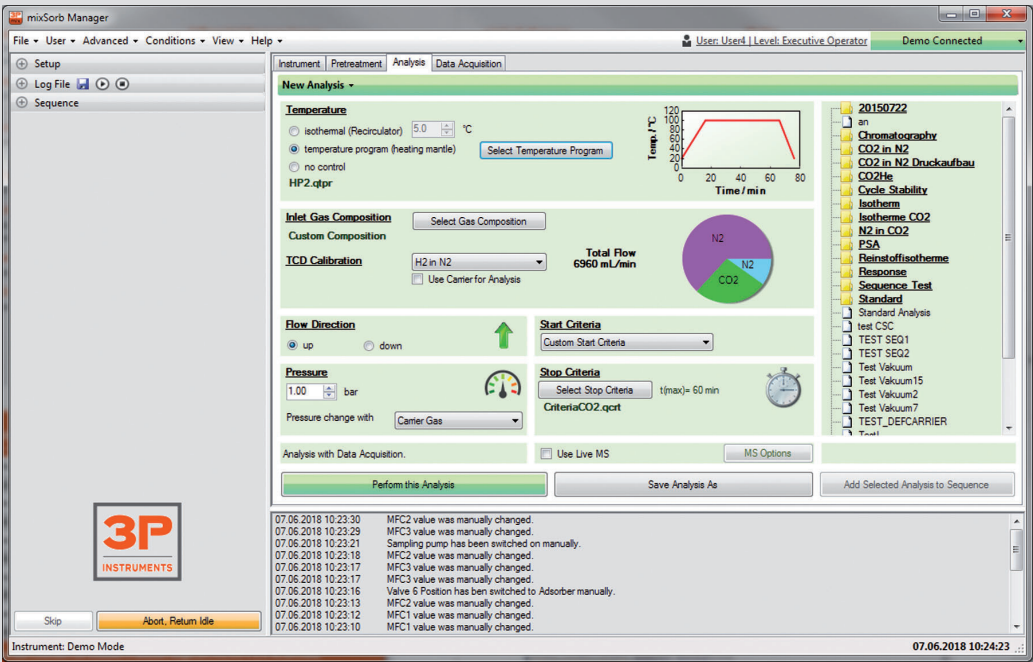 mixSorb Manager
File User Advanced Conditions View Help
User: User4 | Level: Executive Operator
Demo Connected
Setup
Log File
Sequence
Instrument Pretreatment Analysis Data Acquisition
New Analysis
Temperature
isothemal (Recirculator) 5.0 °C
temperature program (heating mantle) Select Temperature Program
no control
HP2.qtpr
Temp. / °C
120
100
80
60
40
20
0 20 40 60 80
Time / min
Inlet Gas Composition Select Gas Composition
Custom Composition
TCD Calibration H2 in N2
Use Carrier for Analysis
Total Flow
6960 mL/min
N2
N2
CO2
Flow Direction
up down
Start Criteria
Custom Start Criteria
Pressure
1.00 bar
Pressure change with Carrier Gas
Stop Criteria
Select Stop Criteria t(max)= 60 min
CriteriaCO2.qcrt
20150722
an
Chromatography
CO2 in N2
CO2 in N2 Druckaufbau
CO2He
Cycle Stability
Isotherm
Isotherme CO2
N2 in CO2
PSA
Reinstoffisotherme
Response
Sequence Test
Standard
Standard Analysis
test CSC
TEST SEQ1
TEST SEQ2
Test Vakuum
Test Vakuum15
Test Vakuum2
Test Vakuum7
TEST_DEFCARRIER
Analysis with Data Acquisition.
Use Live MS MS Options
Perfom this Analysis Save Analysis As Add Selected Analysis to Sequence
07.06.2018 10:23:30 MFC2 value was manually changed.
07.06.2018 10:23:29 MFC3 value was manually changed.
07.06.2018 10:23:21 Sampling pump has been switched on manually.
07.06.2018 10:23:18 MFC2 value was manually changed.
07.06.2018 10:23:17 MFC3 value was manually changed.
07.06.2018 10:23:17 MFC3 value was manually changed.
07.06.2018 10:23:16 Valve 6 Position has ben switched to Adsorber manually.
07.06.2018 10:23:13 MFC2 value was manually changed.
07.06.2018 10:23:12 MFC1 value was manually changed.
07.06.2018 10:23:10 MFC1 value was manually changed.
3P
INSTRUMENTS
Skip Abort, Return Idle
Instrument: Demo Mode
07.06.2018 10:24:23